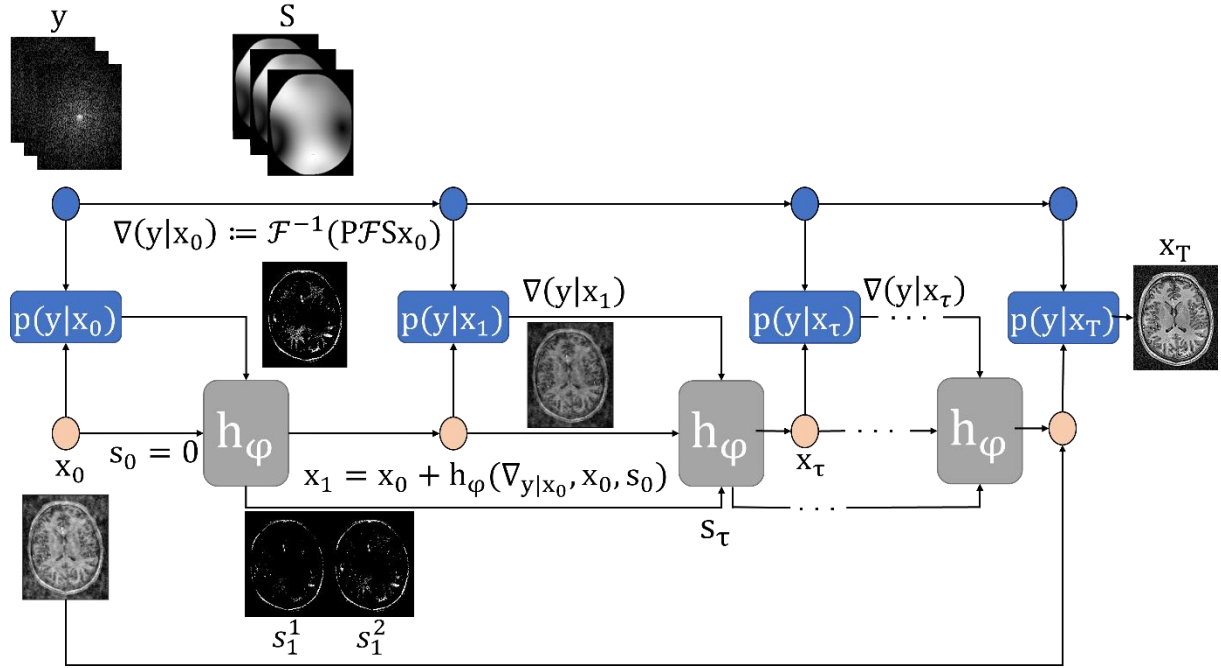 y
S
∇(y|x₀) ≔ ℱ⁻¹(PℱSx₀)
x_T
∇(y|x₁)
∇(y|x_τ)
p(y|x₀)
p(y|x₁)
p(y|x_τ)
. . .
p(y|x_T)
h_φ
h_φ
h_φ
x₀
s₀ = 0
x_τ
. . .
x₁ = x₀ + h_φ(∇_{y|x₀}, x₀, s₀)
s_τ
. . .
s₁¹
s₁²